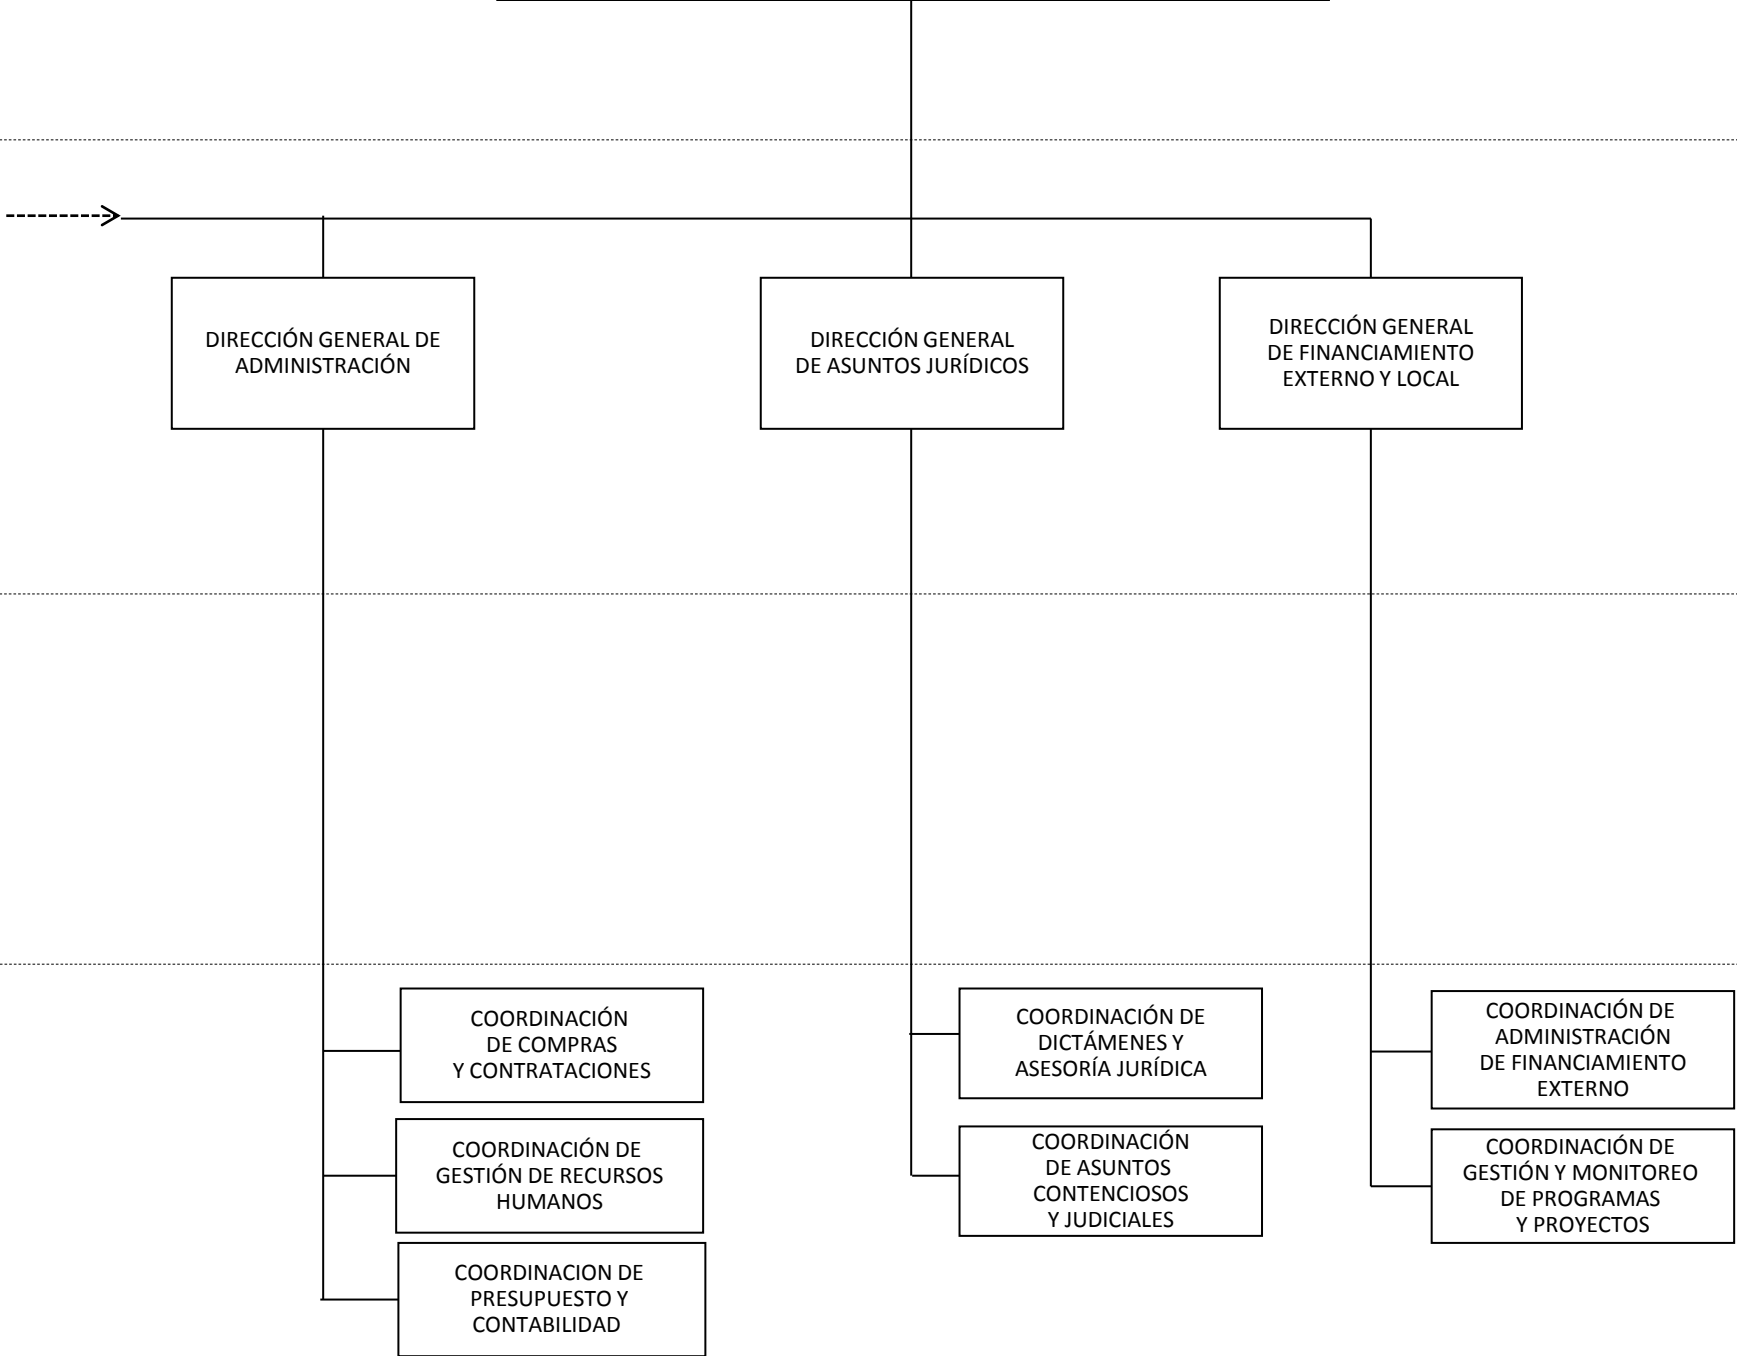 DIRECCIÓN GENERAL DE
ADMINISTRACIÓN
DIRECCIÓN GENERAL
DE ASUNTOS JURÍDICOS
DIRECCIÓN GENERAL
DE FINANCIAMIENTO
EXTERNO Y LOCAL
COORDINACIÓN
DE COMPRAS
Y CONTRATACIONES
COORDINACIÓN DE
GESTIÓN DE RECURSOS
HUMANOS
COORDINACION DE
PRESUPUESTO Y
CONTABILIDAD
COORDINACIÓN DE
DICTÁMENES Y
ASESORÍA JURÍDICA
COORDINACIÓN
DE ASUNTOS
CONTENCIOSOS
Y JUDICIALES
COORDINACIÓN DE
ADMINISTRACIÓN
DE FINANCIAMIENTO
EXTERNO
COORDINACIÓN DE
GESTIÓN Y MONITOREO
DE PROGRAMAS
Y PROYECTOS